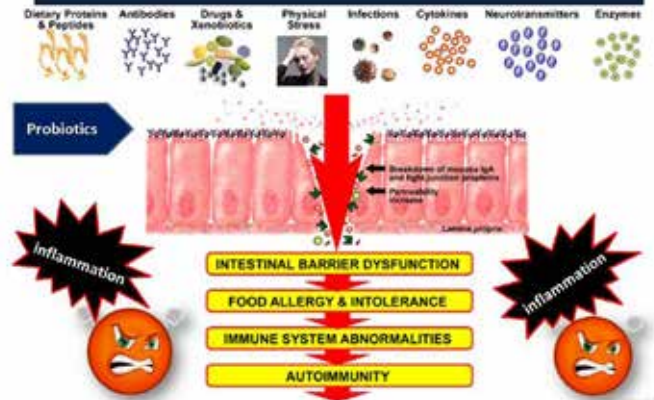 Dietary Proteins
& Peptides
Antibodies
Drugs &
Xenobiotics
Physical
Stress
Infections
Cytokines
Neurotransmitters
Enzymes
Probiotics
Breakdown of mucosa IgA
and tight junction
Permeability
increase
Lamina propria
inflammation
inflammation
INTESTINAL BARRIER DYSFUNCTION
FOOD ALLERGY & INTOLERANCE
IMMUNE SYSTEM ABNORMALITIES
AUTOIMMUNITY